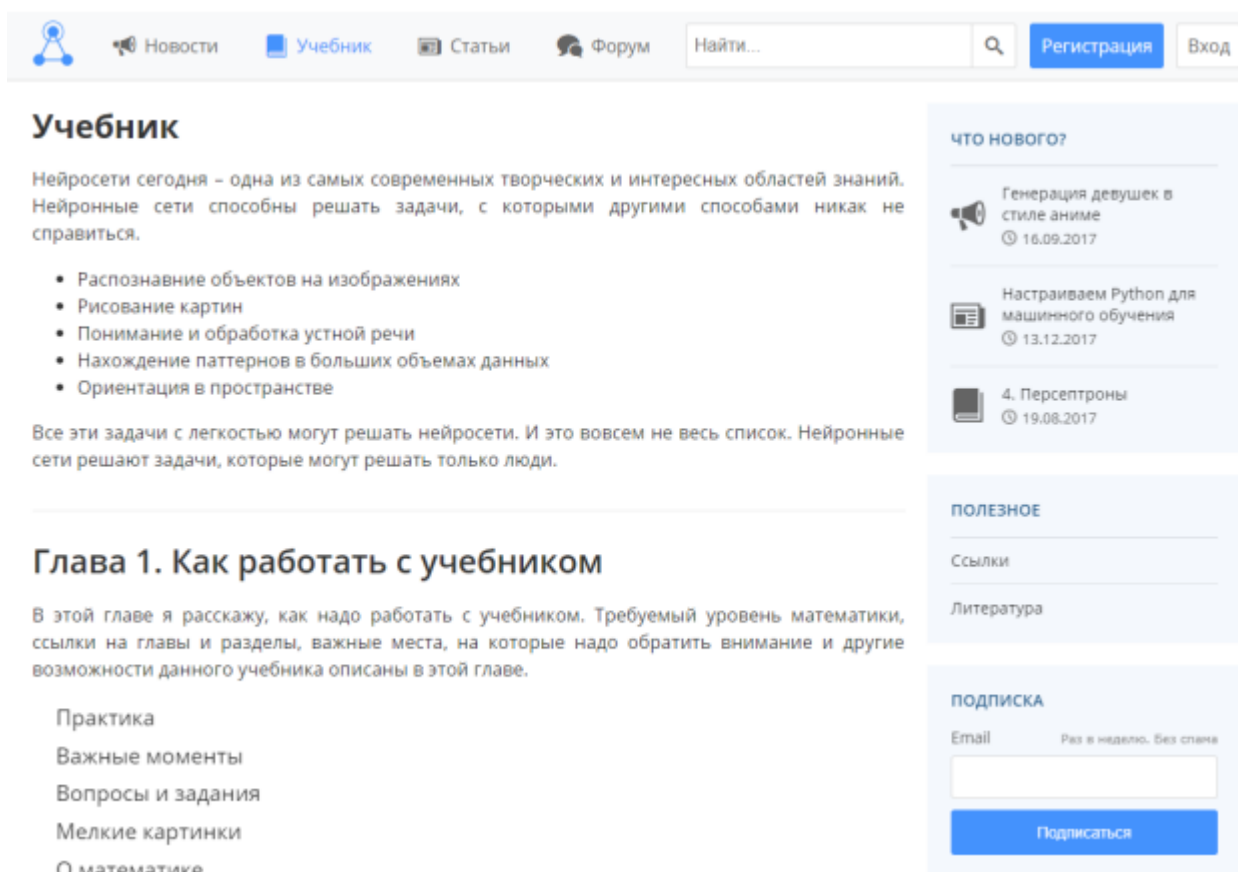 Новости Учебник Статьи Форум Найти... Регистрация Вход
Учебник
Нейросети сегодня – одна из самых современных творческих и интересных областей знаний.
Нейронные сети способны решать задачи, с которыми другими способами никак не
справиться.
Распознавние объектов на изображениях
Рисование картин
Понимание и обработка устной речи
Нахождение паттернов в больших объемах данных
Ориентация в пространстве
Все эти задачи с легкостью могут решать нейросети. И это вовсем не весь список. Нейронные
сети решают задачи, которые могут решать только люди.
Глава 1. Как работать с учебником
В этой главе я расскажу, как надо работать с учебником. Требуемый уровень математики,
ссылки на главы и разделы, важные места, на которые надо обратить внимание и другие
возможности данного учебника описаны в этой главе.
Практика
Важные моменты
Вопросы и задания
Мелкие картинки
О математике
ЧТО НОВОГО?
Генерация девушек в
стиле аниме
16.09.2017
Настраиваем Python для
машинного обучения
13.12.2017
4. Персептроны
19.08.2017
ПОЛЕЗНОЕ
Ссылки
Литература
ПОДПИСКА
Email Раз в неделю. Без спама
Подписаться